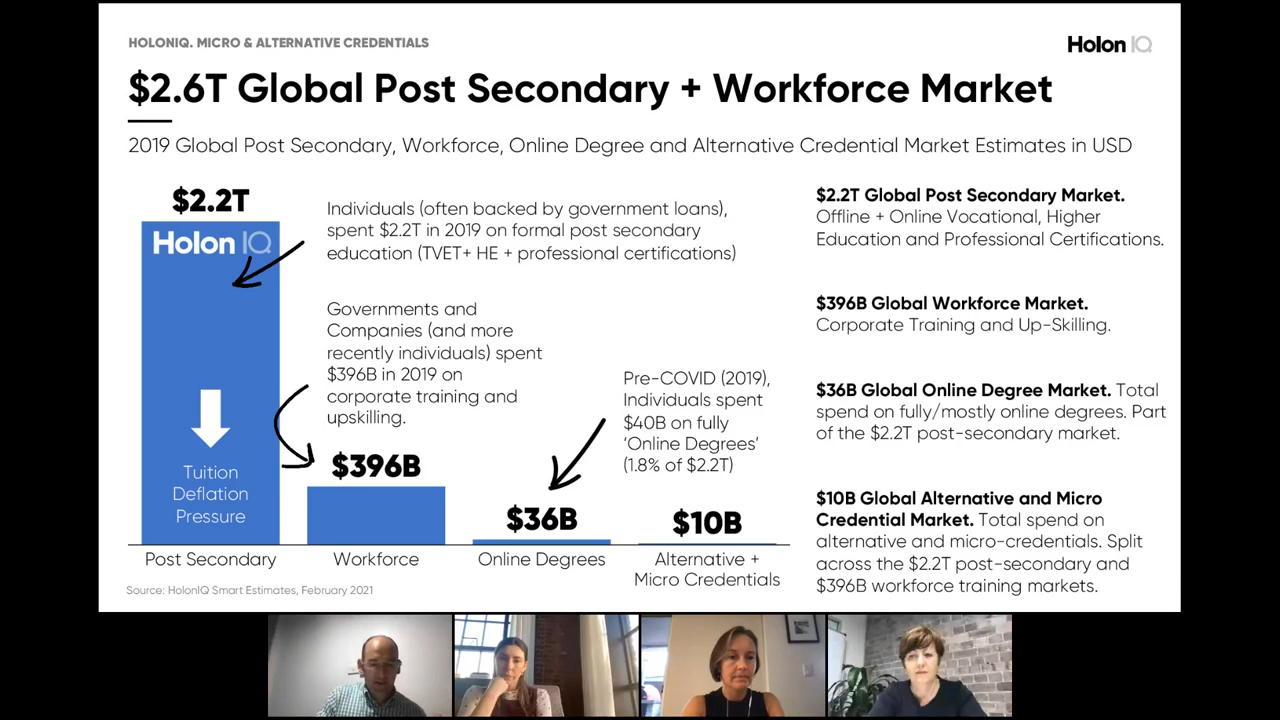 HOLONIQ. MICRO & ALTERNATIVE CREDENTIALS
Holon IQ
$2.6T Global Post Secondary + Workforce Market
2019 Global Post Secondary, Workforce, Online Degree and Alternative Credential Market Estimates in USD
$2.2T
Holon IQ
Tuition
Deflation
Pressure
Post Secondary
Individuals (often backed by government loans),
spent $2.2T in 2019 on formal post secondary
education (TVET+ HE + professional certifications)
Governments and
Companies (and more
recently individuals) spent
$396B in 2019 on
corporate training and
upskilling.
$396B
Workforce
Pre-COVID (2019),
Individuals spent
$40B on fully
‘Online Degrees’
(1.8% of $2.2T)
$36B
Online Degrees
$10B
Alternative +
Micro Credentials
$2.2T Global Post Secondary Market.
Offline + Online Vocational, Higher
Education and Professional Certifications.
$396B Global Workforce Market.
Corporate Training and Up-Skilling.
$36B Global Online Degree Market. Total
spend on fully/mostly online degrees. Part
of the $2.2T post-secondary market.
$10B Global Alternative and Micro
Credential Market. Total spend on
alternative and micro-credentials. Split
across the $2.2T post-secondary and
$396B workforce training markets.
Source: HolonIQ Smart Estimates, February 2021